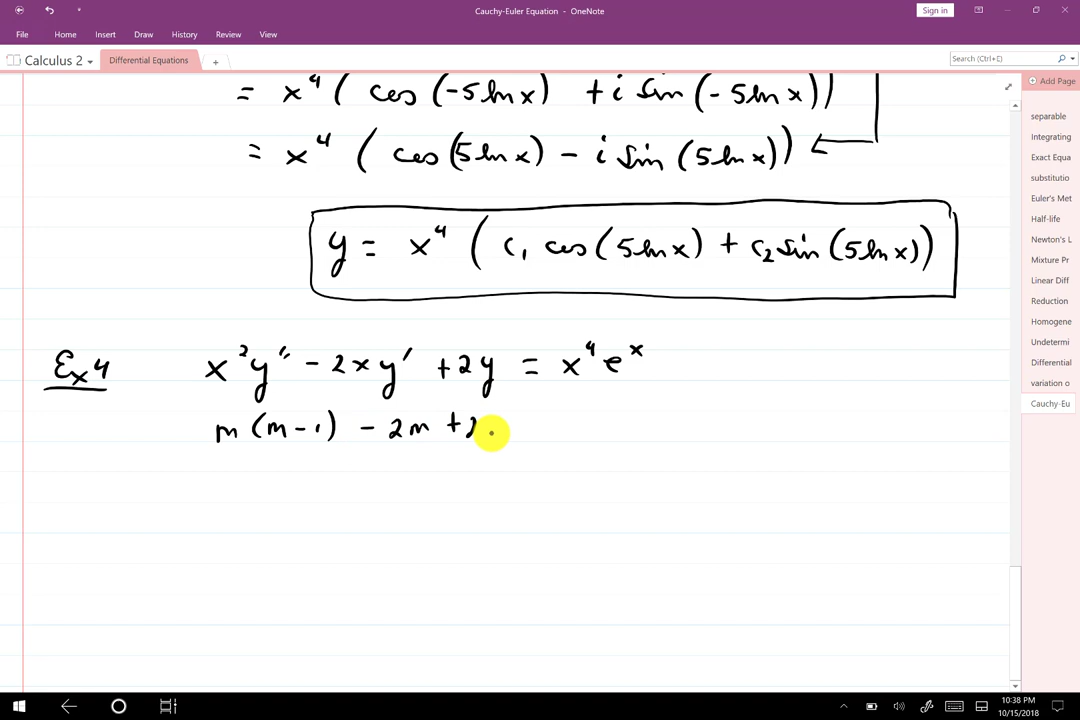 Cauchy-Euler Equation - OneNote
Sign in
File Home Insert Draw History Review View
Calculus 2 Differential Equations
Search (Ctrl+E)
Add Page
separable
Integrating
Exact Equa
substitutio
Euler's Met
Half-life
Newton's L
Mixture Pr
Linear Diff
Reduction
Homogene
Undetermi
Differential
variation o
Cauchy-Eu
= x⁴ ( cos (-5 ln x) + i sin (-5 ln x))
= x⁴ ( cos (5 ln x) - i sin (5 ln x))
y = x⁴ ( c₁ cos (5 ln x) + c₂ sin (5 ln x))
Ex 4 x²y'' - 2xy' + 2y = x⁴eˣ
m (m - 1) - 2m + 2
10:38 PM
10/15/2018